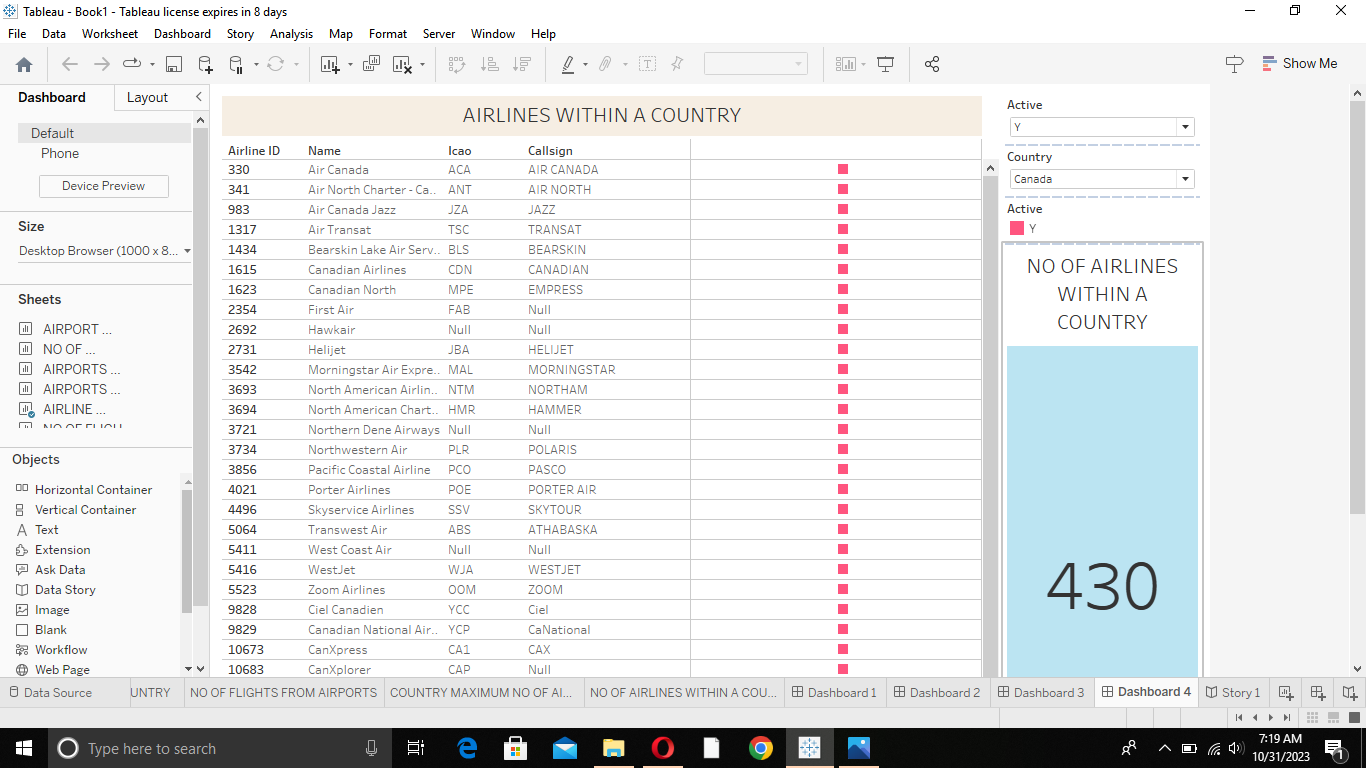 Tableau - Book1 - Tableau license expires in 8 days
File Data Worksheet Dashboard Story Analysis Map Format Server Window Help
Show Me
Dashboard Layout
Default
Phone
Device Preview
Size
Desktop Browser (1000 x 8...
Sheets
AIRPORT ...
NO OF ...
AIRPORTS ...
AIRPORTS ...
AIRLINE ...
Objects
Horizontal Container
Vertical Container
Text
Extension
Ask Data
Data Story
Image
Blank
Workflow
Web Page
AIRLINES WITHIN A COUNTRY
Airline ID Name Icao Callsign
330 Air Canada ACA AIR CANADA
341 Air North Charter - Ca.. ANT AIR NORTH
983 Air Canada Jazz JZA JAZZ
1317 Air Transat TSC TRANSAT
1434 Bearskin Lake Air Serv.. BLS BEARSKIN
1615 Canadian Airlines CDN CANADIAN
1623 Canadian North MPE EMPRESS
2354 First Air FAB Null
2692 Hawkair Null Null
2731 Helijet JBA HELIJET
3542 Morningstar Air Expre.. MAL MORNINGSTAR
3693 North American Airlin.. NTM NORTHAM
3694 North American Chart.. HMR HAMMER
3721 Northern Dene Airways Null Null
3734 Northwestern Air PLR POLARIS
3856 Pacific Coastal Airline PCO PASCO
4021 Porter Airlines POE PORTER AIR
4496 Skyservice Airlines SSV SKYTOUR
5064 Transwest Air ABS ATHABASKA
5411 West Coast Air Null Null
5416 WestJet WJA WESTJET
5523 Zoom Airlines OOM ZOOM
9828 Ciel Canadien YCC Ciel
9829 Canadian National Air.. YCP CaNational
10673 CanXpress CA1 CAX
10683 CanXplorer CAP Null
Active
Y
Country
Canada
Active
Y
NO OF AIRLINES
WITHIN A
COUNTRY
430
Data Source UNTRY NO OF FLIGHTS FROM AIRPORTS COUNTRY MAXIMUM NO OF AI... NO OF AIRLINES WITHIN A COU... Dashboard 1 Dashboard 2 Dashboard 3 Dashboard 4 Story 1
Type here to search
7:19 AM
10/31/2023
1